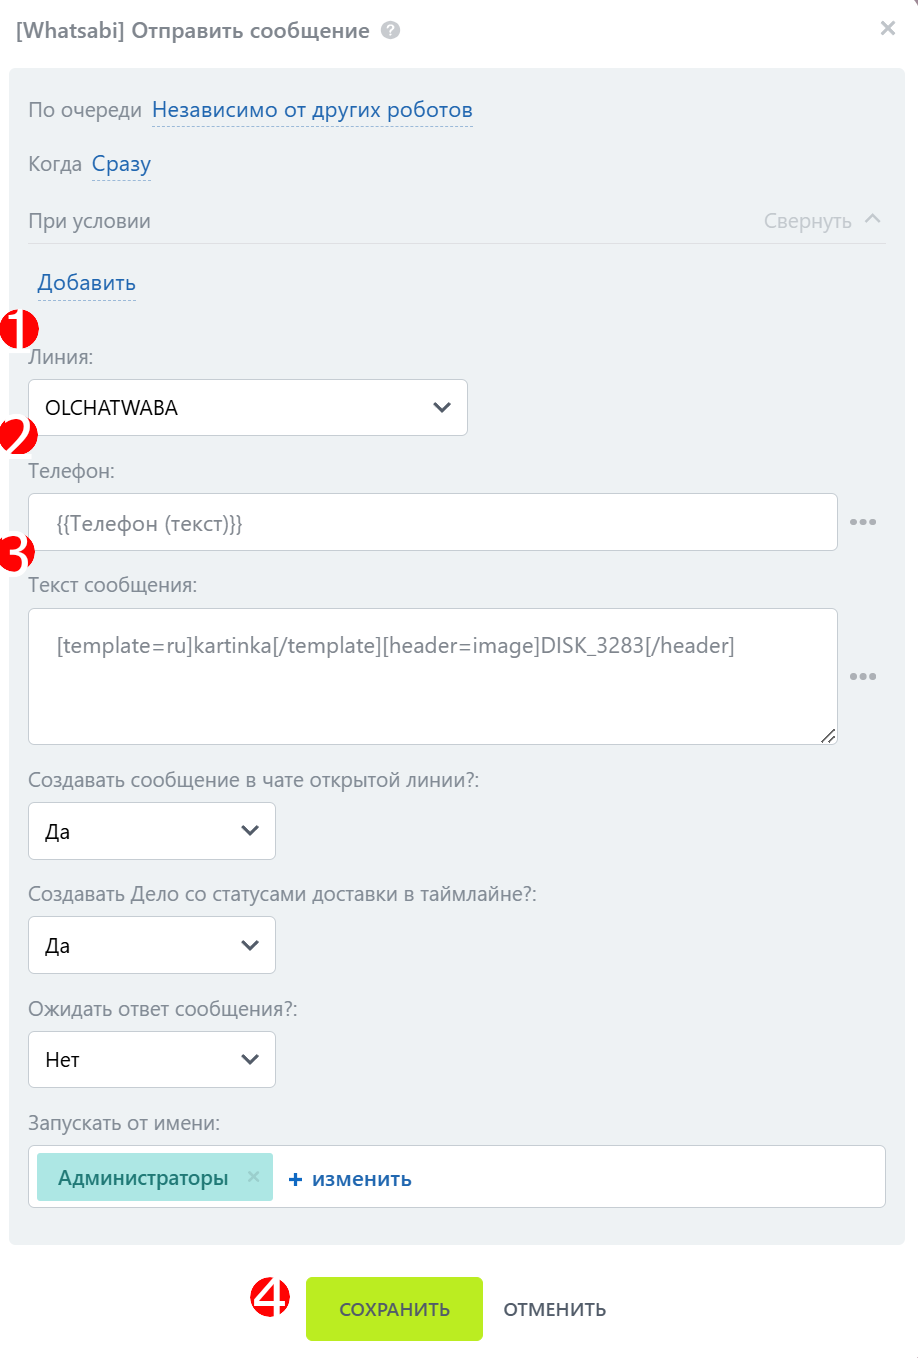 [Whatsabi] Отправить сообщение ?
По очереди Независимо от других роботов
Когда Сразу
При условии Свернуть
Добавить
1
Линия:
OLCHATWABA
2
Телефон:
{{Телефон (текст)}}
3
Текст сообщения:
[template=ru]kartinka[/template][header=image]DISK_3283[/header]
Создавать сообщение в чате открытой линии?:
Да
Создавать Дело со статусами доставки в таймлайне?:
Да
Ожидать ответ сообщения?:
Нет
Запускать от имени:
Администраторы × + изменить
4 СОХРАНИТЬ ОТМЕНИТЬ